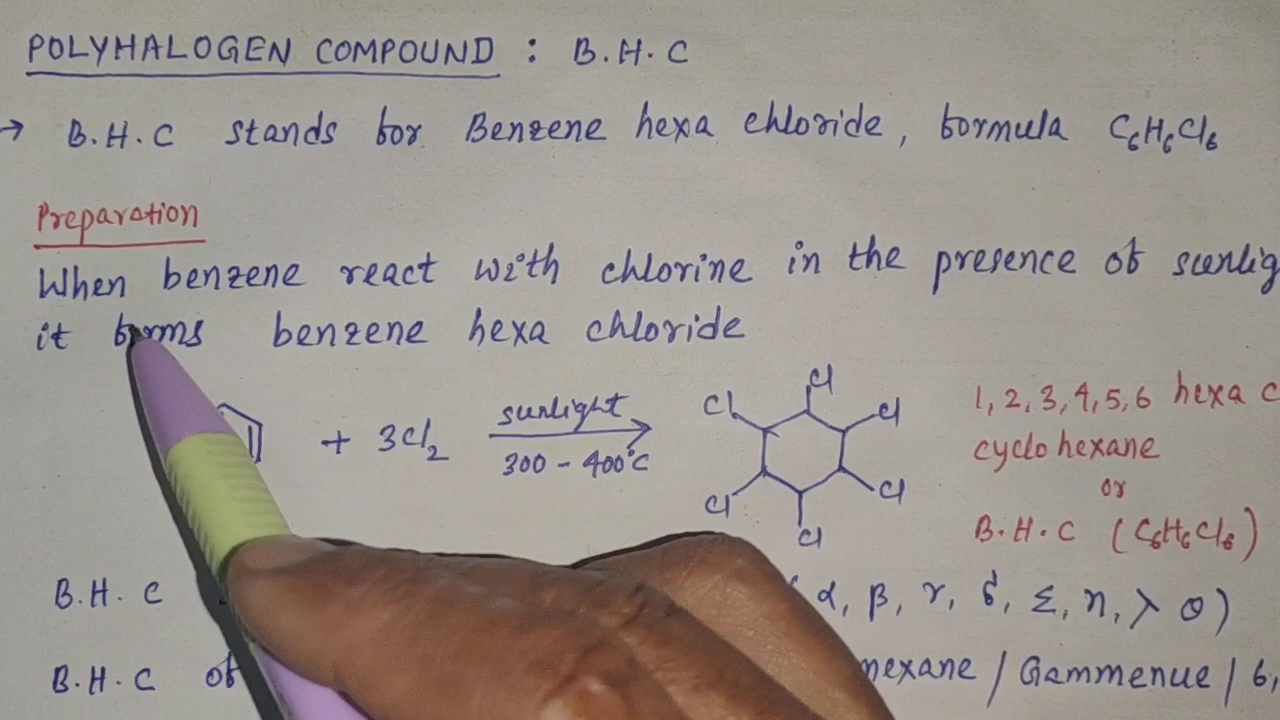 POLYHALOGEN COMPOUND : B.H.C
→ B.H.C stands for Benzene hexa chloride, formula C₆H₆Cl₆
Preparation
When benzene react with chlorine in the presence of sunlig
it forms benzene hexa chloride
+ 3Cl₂ sunlight 300 - 400°C
Cl Cl Cl Cl Cl Cl
1, 2, 3, 4, 5, 6 hexa c
cyclo hexane
or
B.H.C (C₆H₆Cl₆)
B.H.C α, β, γ, δ, Σ, η, λ θ)
B.H.C of hexane / Gammenue / 6,